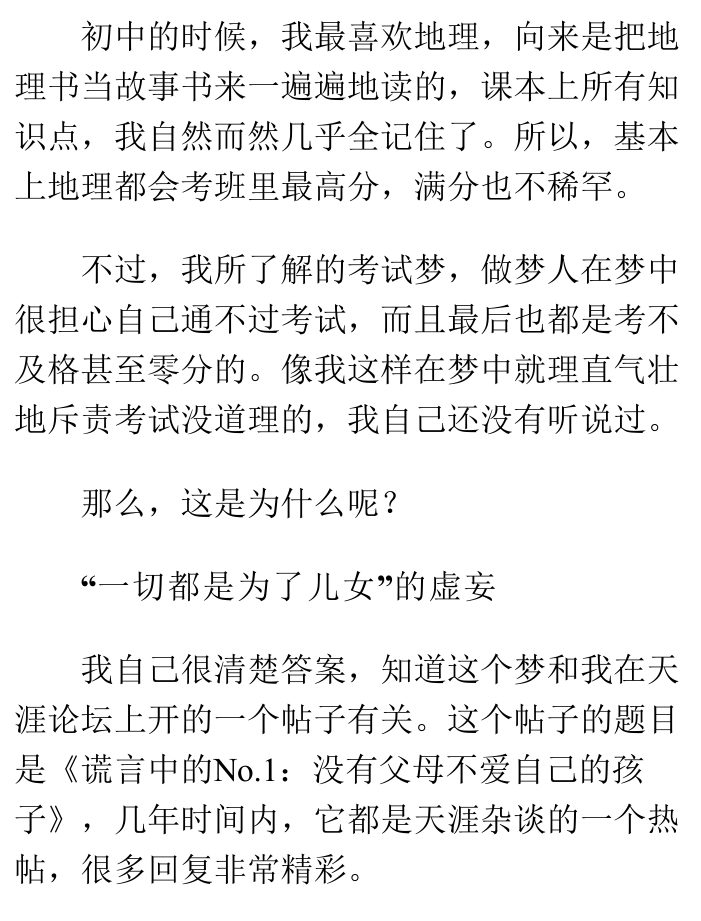 初中的时候，我最喜欢地理，向来是把地
理书当故事书来一遍遍地读的，课本上所有知
识点，我自然而然几乎全记住了。所以，基本
上地理都会考班里最高分，满分也不稀罕。
不过，我所了解的考试梦，做梦人在梦中
很担心自己通不过考试，而且最后也都是考不
及格甚至零分的。像我这样在梦中就理直气壮
地斥责考试没道理的，我自己还没有听说过。
那么，这是为什么呢？
“一切都是为了儿女”的虚妄
我自己很清楚答案，知道这个梦和我在天
涯论坛上开的一个帖子有关。这个帖子的题目
是《谎言中的No.1：没有父母不爱自己的孩
子》，几年时间内，它都是天涯杂谈的一个热
帖，很多回复非常精彩。